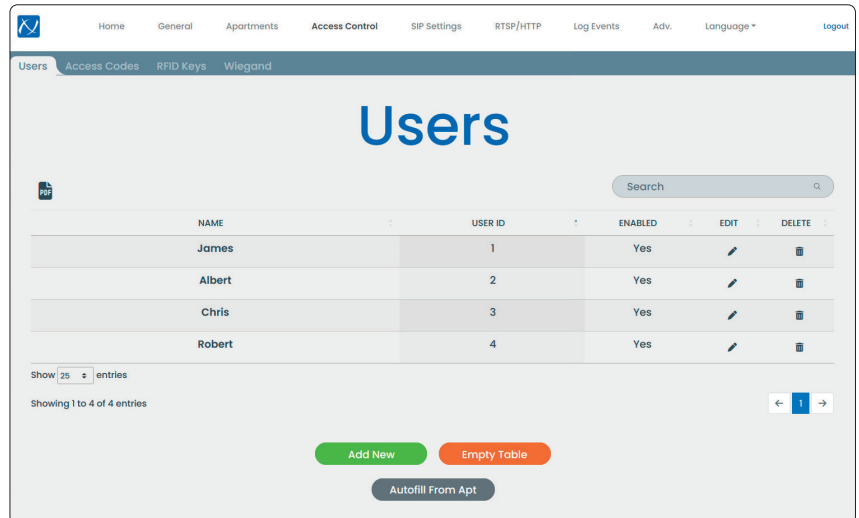 Home General Apartments Access Control SIP Settings RTSP/HTTP Log Events Adv. Language Logout
Users Access Codes RFID Keys Wiegand
Users
PDF
Search
NAME USER ID ENABLED EDIT DELETE
James 1 Yes
Albert 2 Yes
Chris 3 Yes
Robert 4 Yes
Show 25 entries
Showing 1 to 4 of 4 entries
← 1 →
Add New Empty Table
Autofill From Apt